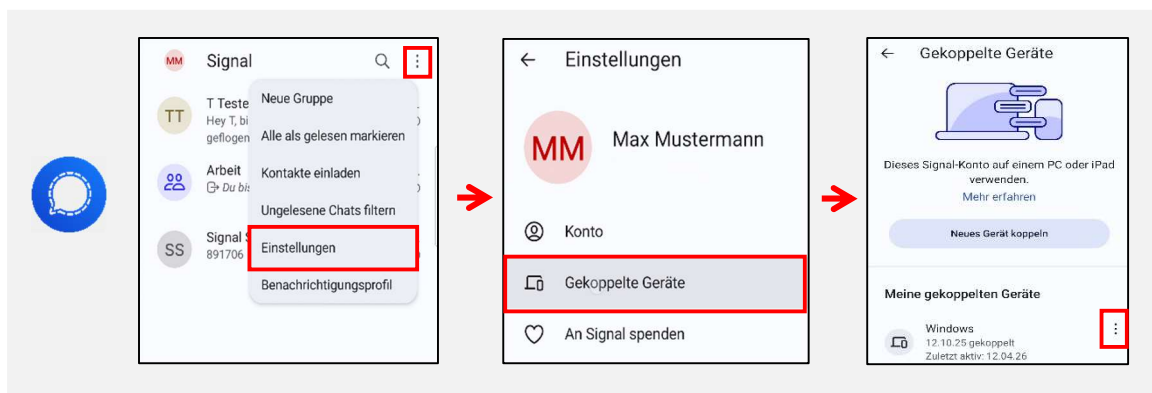 MM Signal
Neue Gruppe
Alle als gelesen markieren
Kontakte einladen
Ungelesene Chats filtern
Einstellungen
Benachrichtigungsprofil
TT
T Teste
Hey T, bi
geflogen
Arbeit
Du bis
SS
Signal S
891706
Einstellungen
MM
Max Mustermann
Konto
Gekoppelte Geräte
An Signal spenden
Gekoppelte Geräte
Dieses Signal-Konto auf einem PC oder iPad
verwenden.
Mehr erfahren
Neues Gerät koppeln
Meine gekoppelten Geräte
Windows
12.10.25 gekoppelt
Zuletzt aktiv: 12.04.26